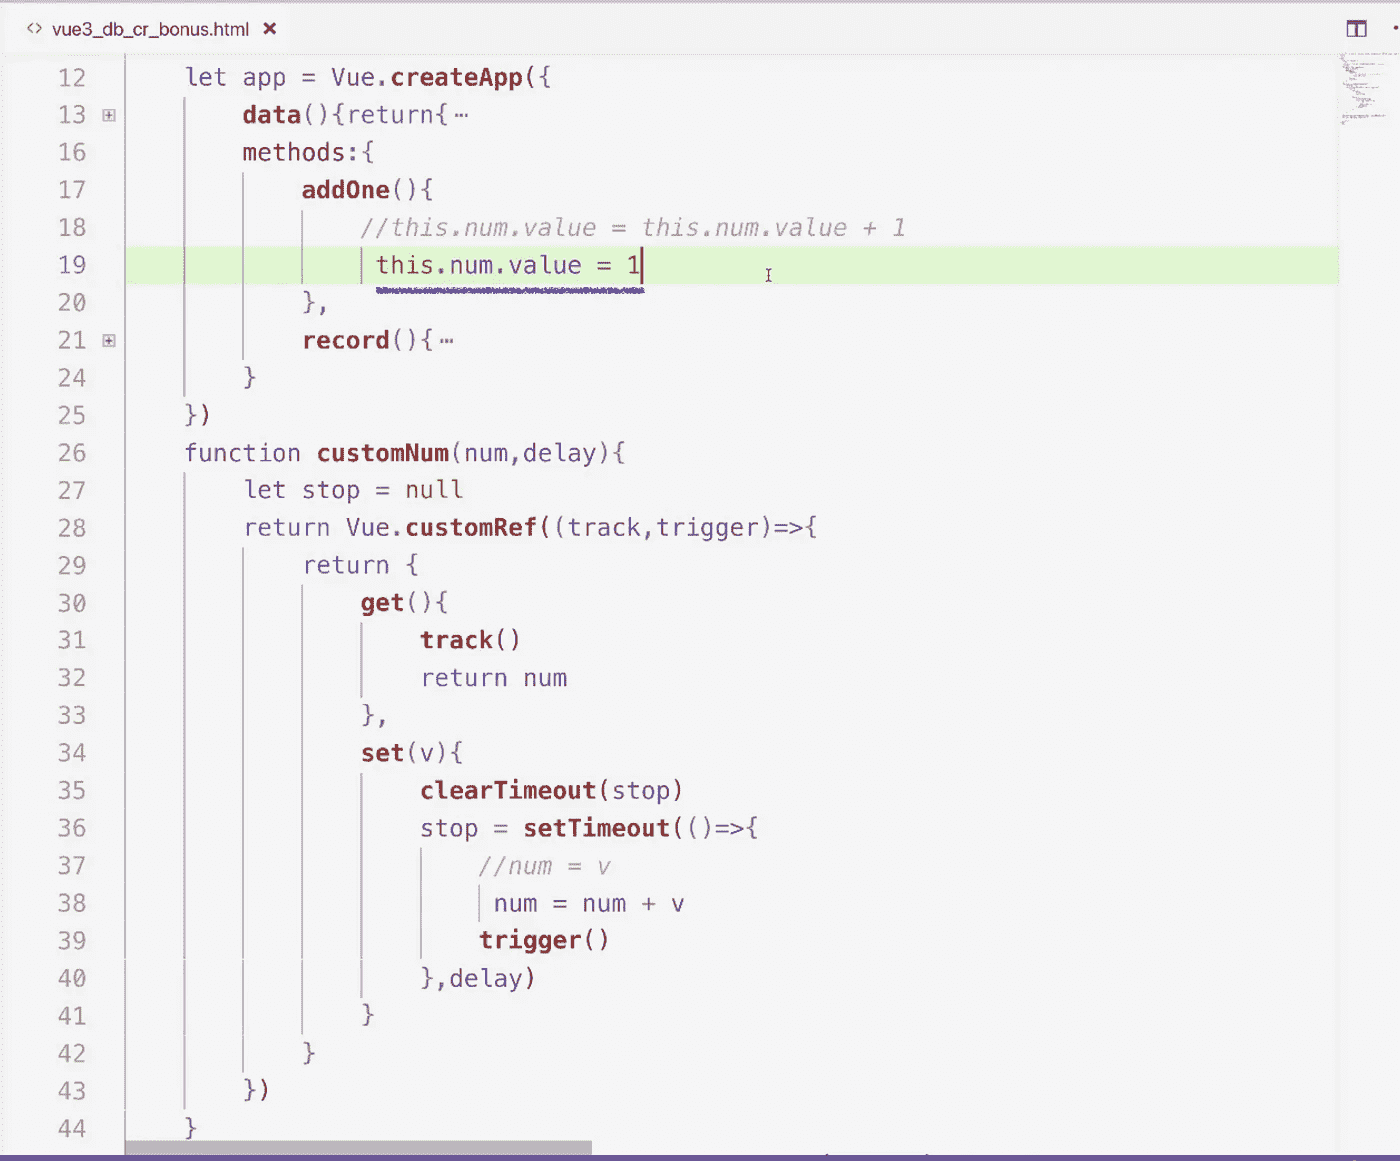 <> vue3_db_cr_bonus.html ×
12 let app = Vue.createApp({
13 data(){return{…
16 methods:{
17 addOne(){
18 //this.num.value = this.num.value + 1
19 this.num.value = 1
20 },
21 record(){…
24 }
25 })
26 function customNum(num,delay){
27 let stop = null
28 return Vue.customRef((track,trigger)=>{
29 return {
30 get(){
31 track()
32 return num
33 },
34 set(v){
35 clearTimeout(stop)
36 stop = setTimeout(()=>{
37 //num = v
38 num = num + v
39 trigger()
40 },delay)
41 }
42 }
43 })
44 }